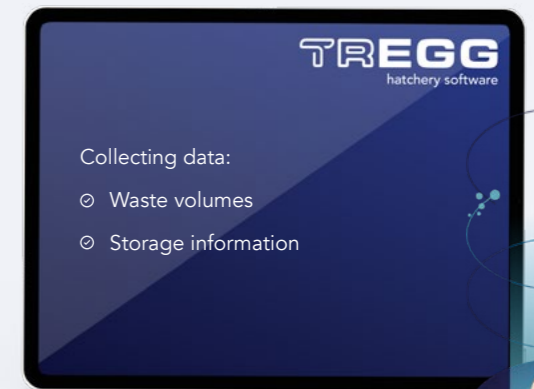 TREGG
hatchery software
Collecting data:
Waste volumes
Storage information